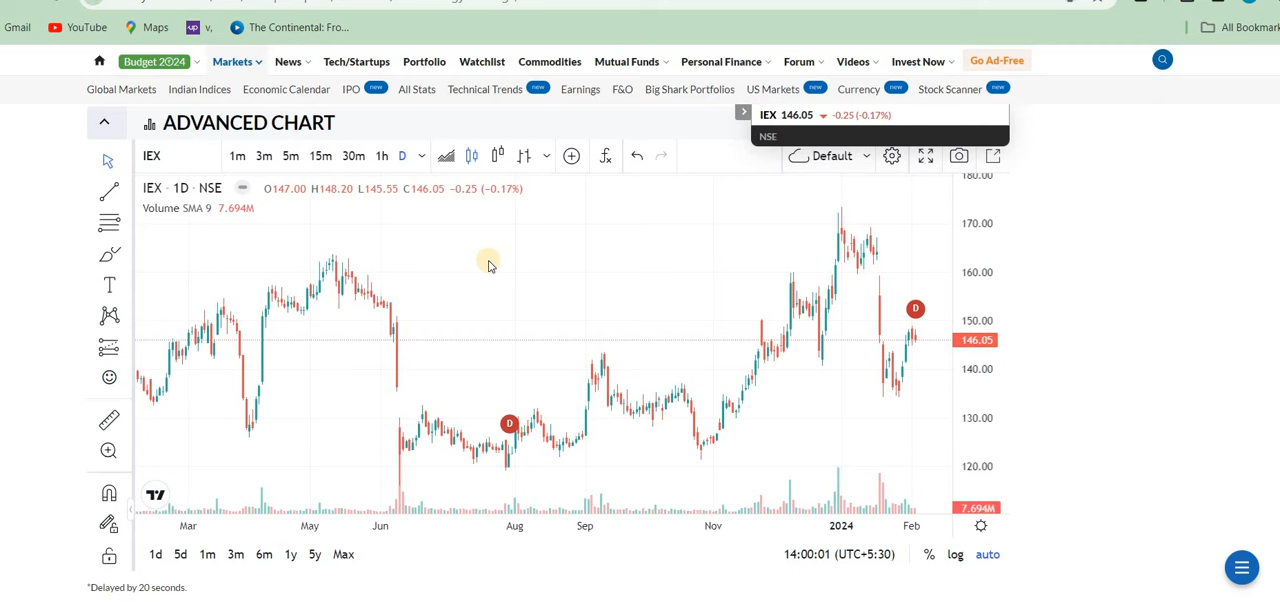 Gmail YouTube Maps up v, The Continental: Fro... All Bookmar
Budget 2024 Markets News Tech/Startups Portfolio Watchlist Commodities Mutual Funds Personal Finance Forum Videos Invest Now Go Ad-Free
Global Markets Indian Indices Economic Calendar IPO new All Stats Technical Trends new Earnings F&O Big Shark Portfolios US Markets new Currency new Stock Scanner new
ADVANCED CHART
IEX 146.05 -0.25 (-0.17%)
NSE
IEX 1m 3m 5m 15m 30m 1h D Default
IEX · 1D · NSE O147.00 H148.20 L145.55 C146.05 −0.25 (−0.17%)
Volume SMA 9 7.694M
180.00
170.00
160.00
150.00
146.05
140.00
130.00
120.00
7.694M
D
D
Mar May Jun Aug Sep Nov 2024 Feb
1d 5d 1m 3m 6m 1y 5y Max 14:00:01 (UTC+5:30) % log auto
*Delayed by 20 seconds.